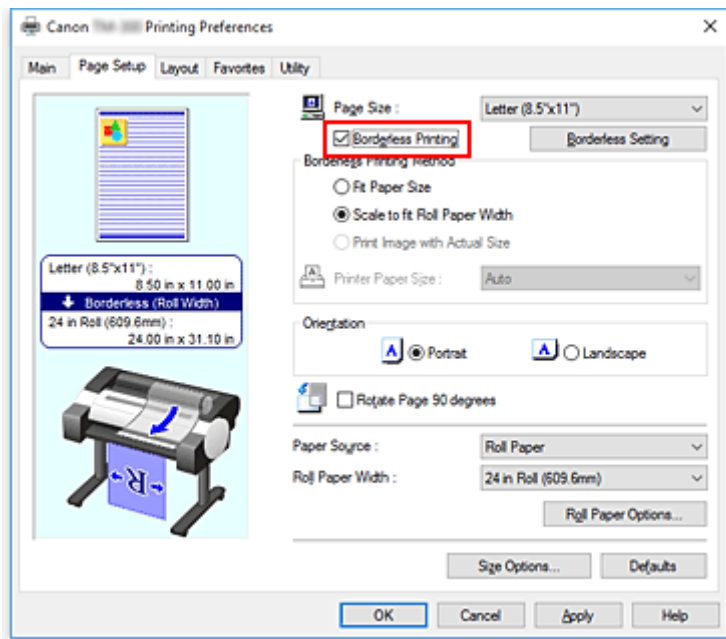 Canon Printing Preferences
Main Page Setup Layout Favorites Utility
Page Size : Letter (8.5"x11")
Borderless Printing Borderless Setting
Borderless Printing Method
Fit Paper Size
Scale to fit Roll Paper Width
Print Image with Actual Size
Printer Paper Size : Auto
Letter (8.5"x11") :
8.50 in x 11.00 in
Borderless (Roll Width)
24 in Roll (609.6mm) :
24.00 in x 31.10 in
Orientation
A Portrait A Landscape
Rotate Page 90 degrees
Paper Source : Roll Paper
Roll Paper Width : 24 in Roll (609.6mm)
Roll Paper Options...
Size Options... Defaults
OK Cancel Apply Help
R